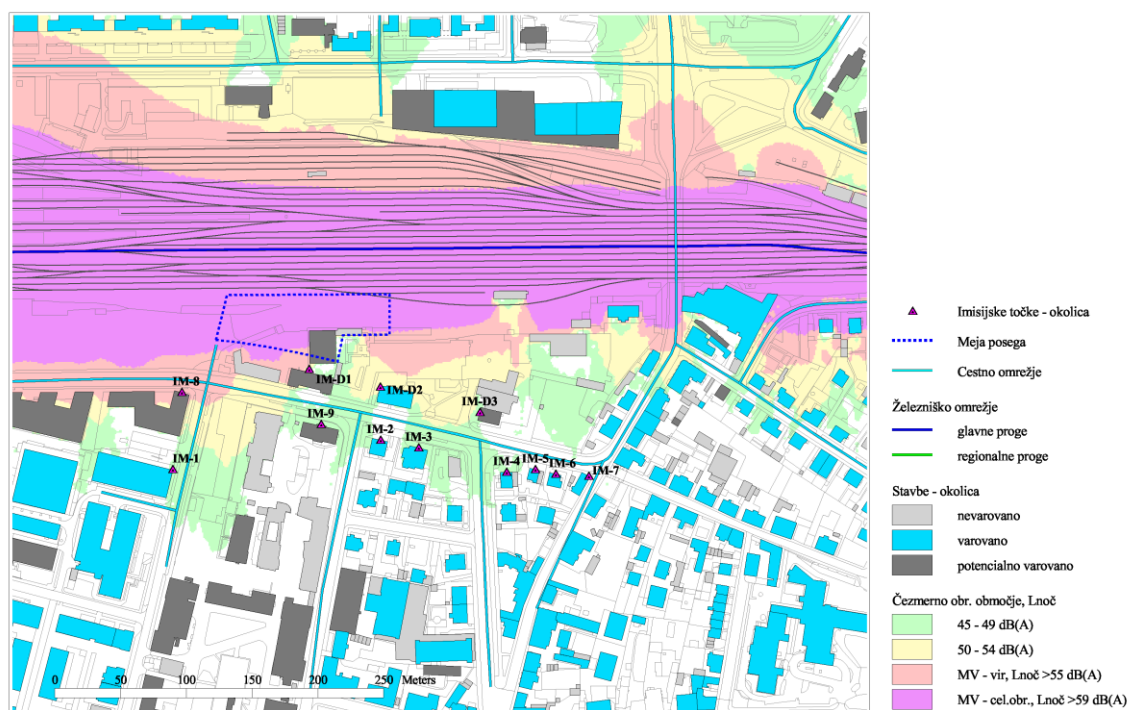 IM-8
IM-D1
IM-D2
IM-9
IM-D3
IM-2
IM-3
IM-1
IM-4
IM-5
IM-6
IM-7
0 50 100 150 200 250 Meters
Imisijske točke - okolica
Meja posega
Cestno omrežje
Železniško omrežje
glavne proge
regionalne proge
Stavbe - okolica
nevarovano
varovano
potencialno varovano
Čezmerno obr. območje, Lnoč
45 - 49 dB(A)
50 - 54 dB(A)
MV - vir, Lnoč >55 dB(A)
MV - cel.obr., Lnoč >59 dB(A)